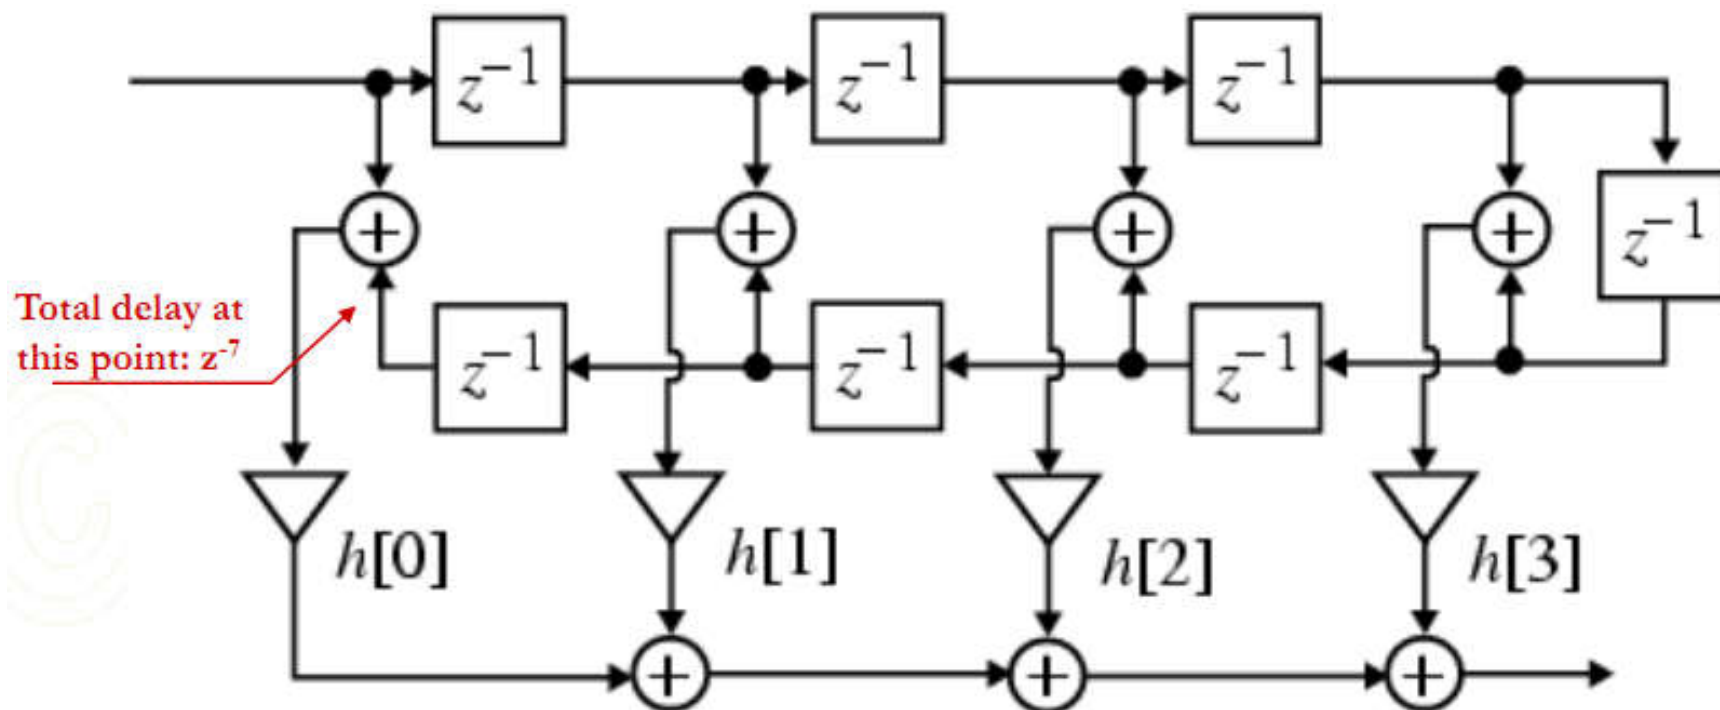 z⁻¹ z⁻¹ z⁻¹
z⁻¹
+ + + +
Total delay at
this point: z⁻⁷
z⁻¹ z⁻¹ z⁻¹
h[0] h[1] h[2] h[3]
+ + +